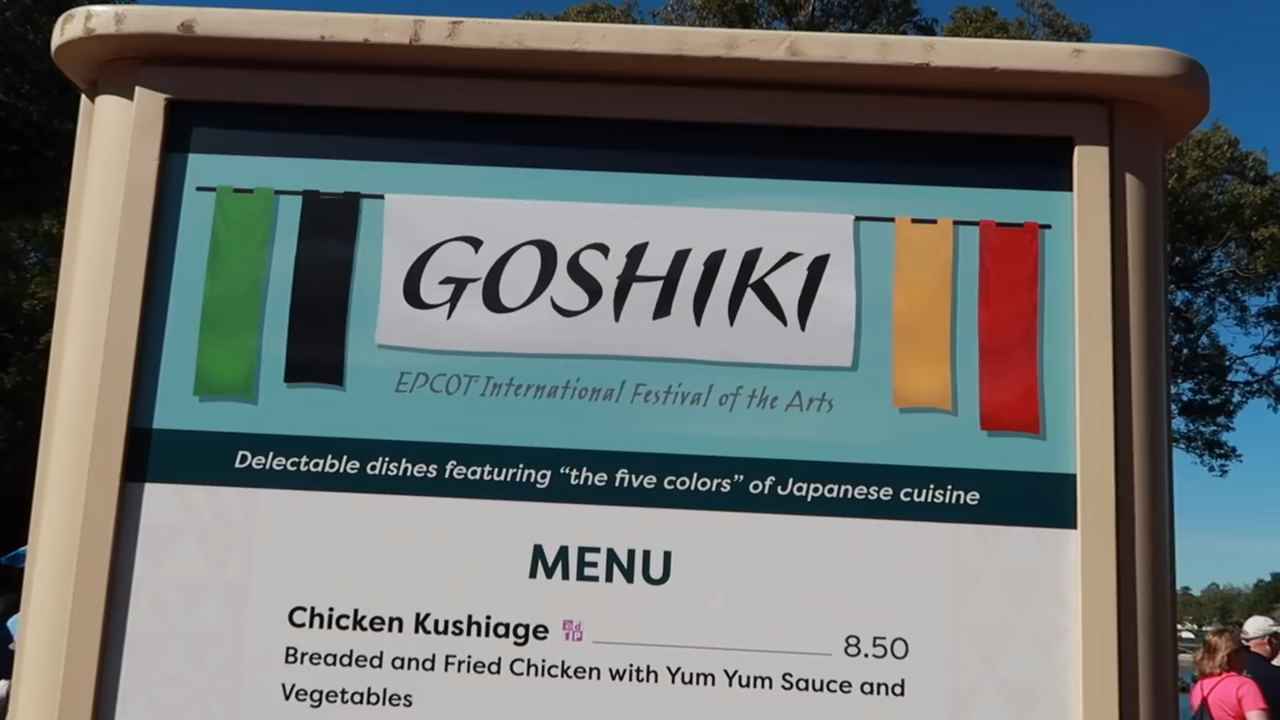 GOSHIKI
EPCOT International Festival of the Arts
Delectable dishes featuring “the five colors” of Japanese cuisine
MENU
Chicken Kushiage 8.50
Breaded and Fried Chicken with Yum Yum Sauce and
Vegetables